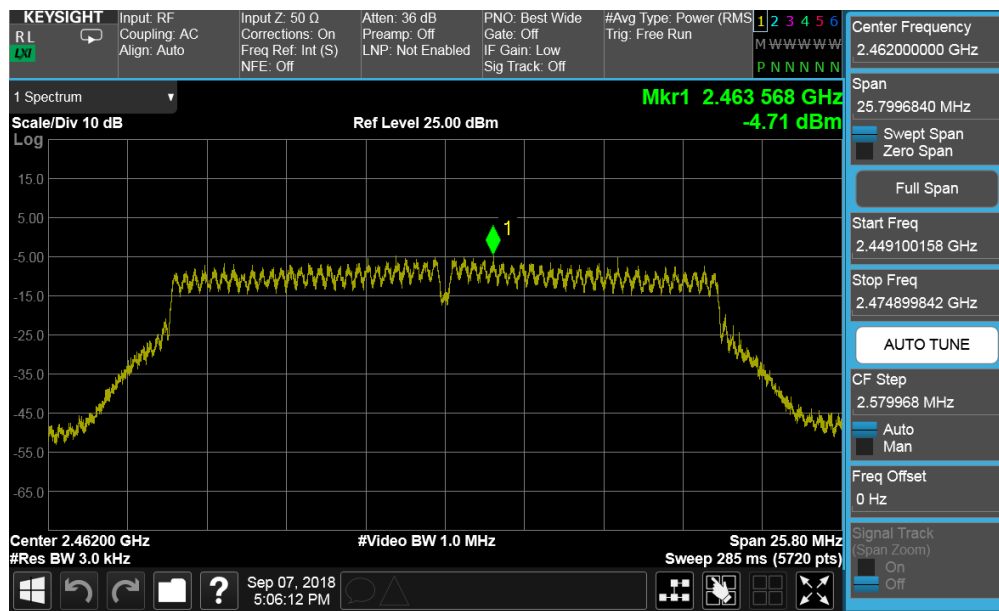 KEYSIGHT
R L
LXI
Input: RF
Coupling: AC
Align: Auto
Input Z: 50 Ω
Corrections: On
Freq Ref: Int (S)
NFE: Off
Atten: 36 dB
Preamp: Off
LNP: Not Enabled
PNO: Best Wide
Gate: Off
IF Gain: Low
Sig Track: Off
#Avg Type: Power (RMS
Trig: Free Run
1 2 3 4 5 6
M W W W W W
P N N N N N
1 Spectrum
Scale/Div 10 dB
Ref Level 25.00 dBm
Mkr1 2.463 568 GHz
-4.71 dBm
Log
15.0
5.00
-5.00
-15.0
-25.0
-35.0
-45.0
-55.0
-65.0
1
Center 2.46200 GHz
#Video BW 1.0 MHz
Span 25.80 MHz
#Res BW 3.0 kHz
Sweep 285 ms (5720 pts)
?
Sep 07, 2018
5:06:12 PM
Center Frequency
2.462000000 GHz
Span
25.7996840 MHz
Swept Span
Zero Span
Full Span
Start Freq
2.449100158 GHz
Stop Freq
2.474899842 GHz
AUTO TUNE
CF Step
2.579968 MHz
Auto
Man
Freq Offset
0 Hz
Signal Track
(Span Zoom)
On
Off